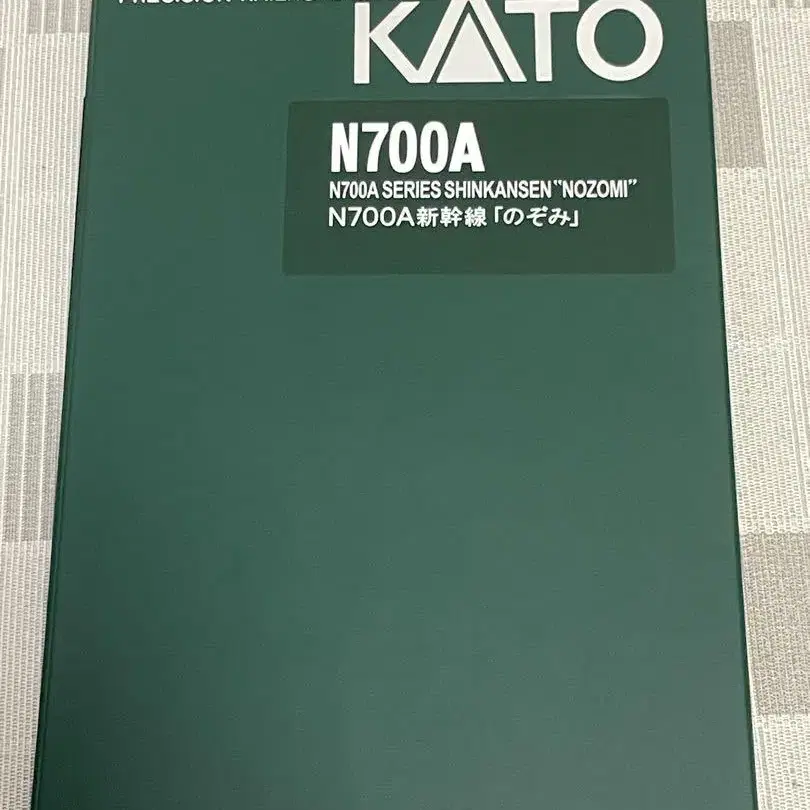 KATO
N700A
N700A SERIES SHINKANSEN "NOZOMI"
N700A新幹線「のぞみ」